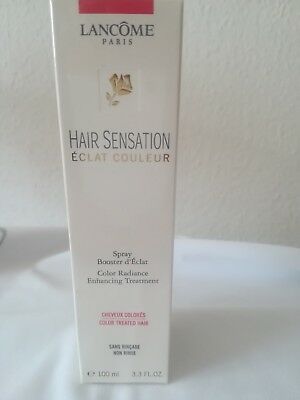 LANCÔME
PARIS
HAIR SENSATION
ÉCLAT COULEUR
Spray
Booster d'Éclat
Color Radiance
Enhancing Treatment
CHEVEUX COLORÉS
COLOR TREATED HAIR
SANS RINÇAGE
NON RINSE
℮ 100 ml 3.3 FL.OZ.